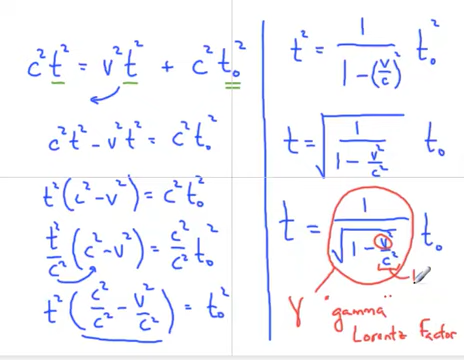 c²t² = v²t² + c²t₀²
c²t² - v²t² = c²t₀²
t²(c² - v²) = c²t₀²
t²/c² (c² - v²) = c²/c² t₀²
t²(c²/c² - v²/c²) = t₀²
t² = 1/(1 - (v/c)²) t₀²
t = √(1/(1 - v²/c²)) t₀
t = 1/√(1 - v²/c²) t₀
γ "gamma"
Lorentz Factor